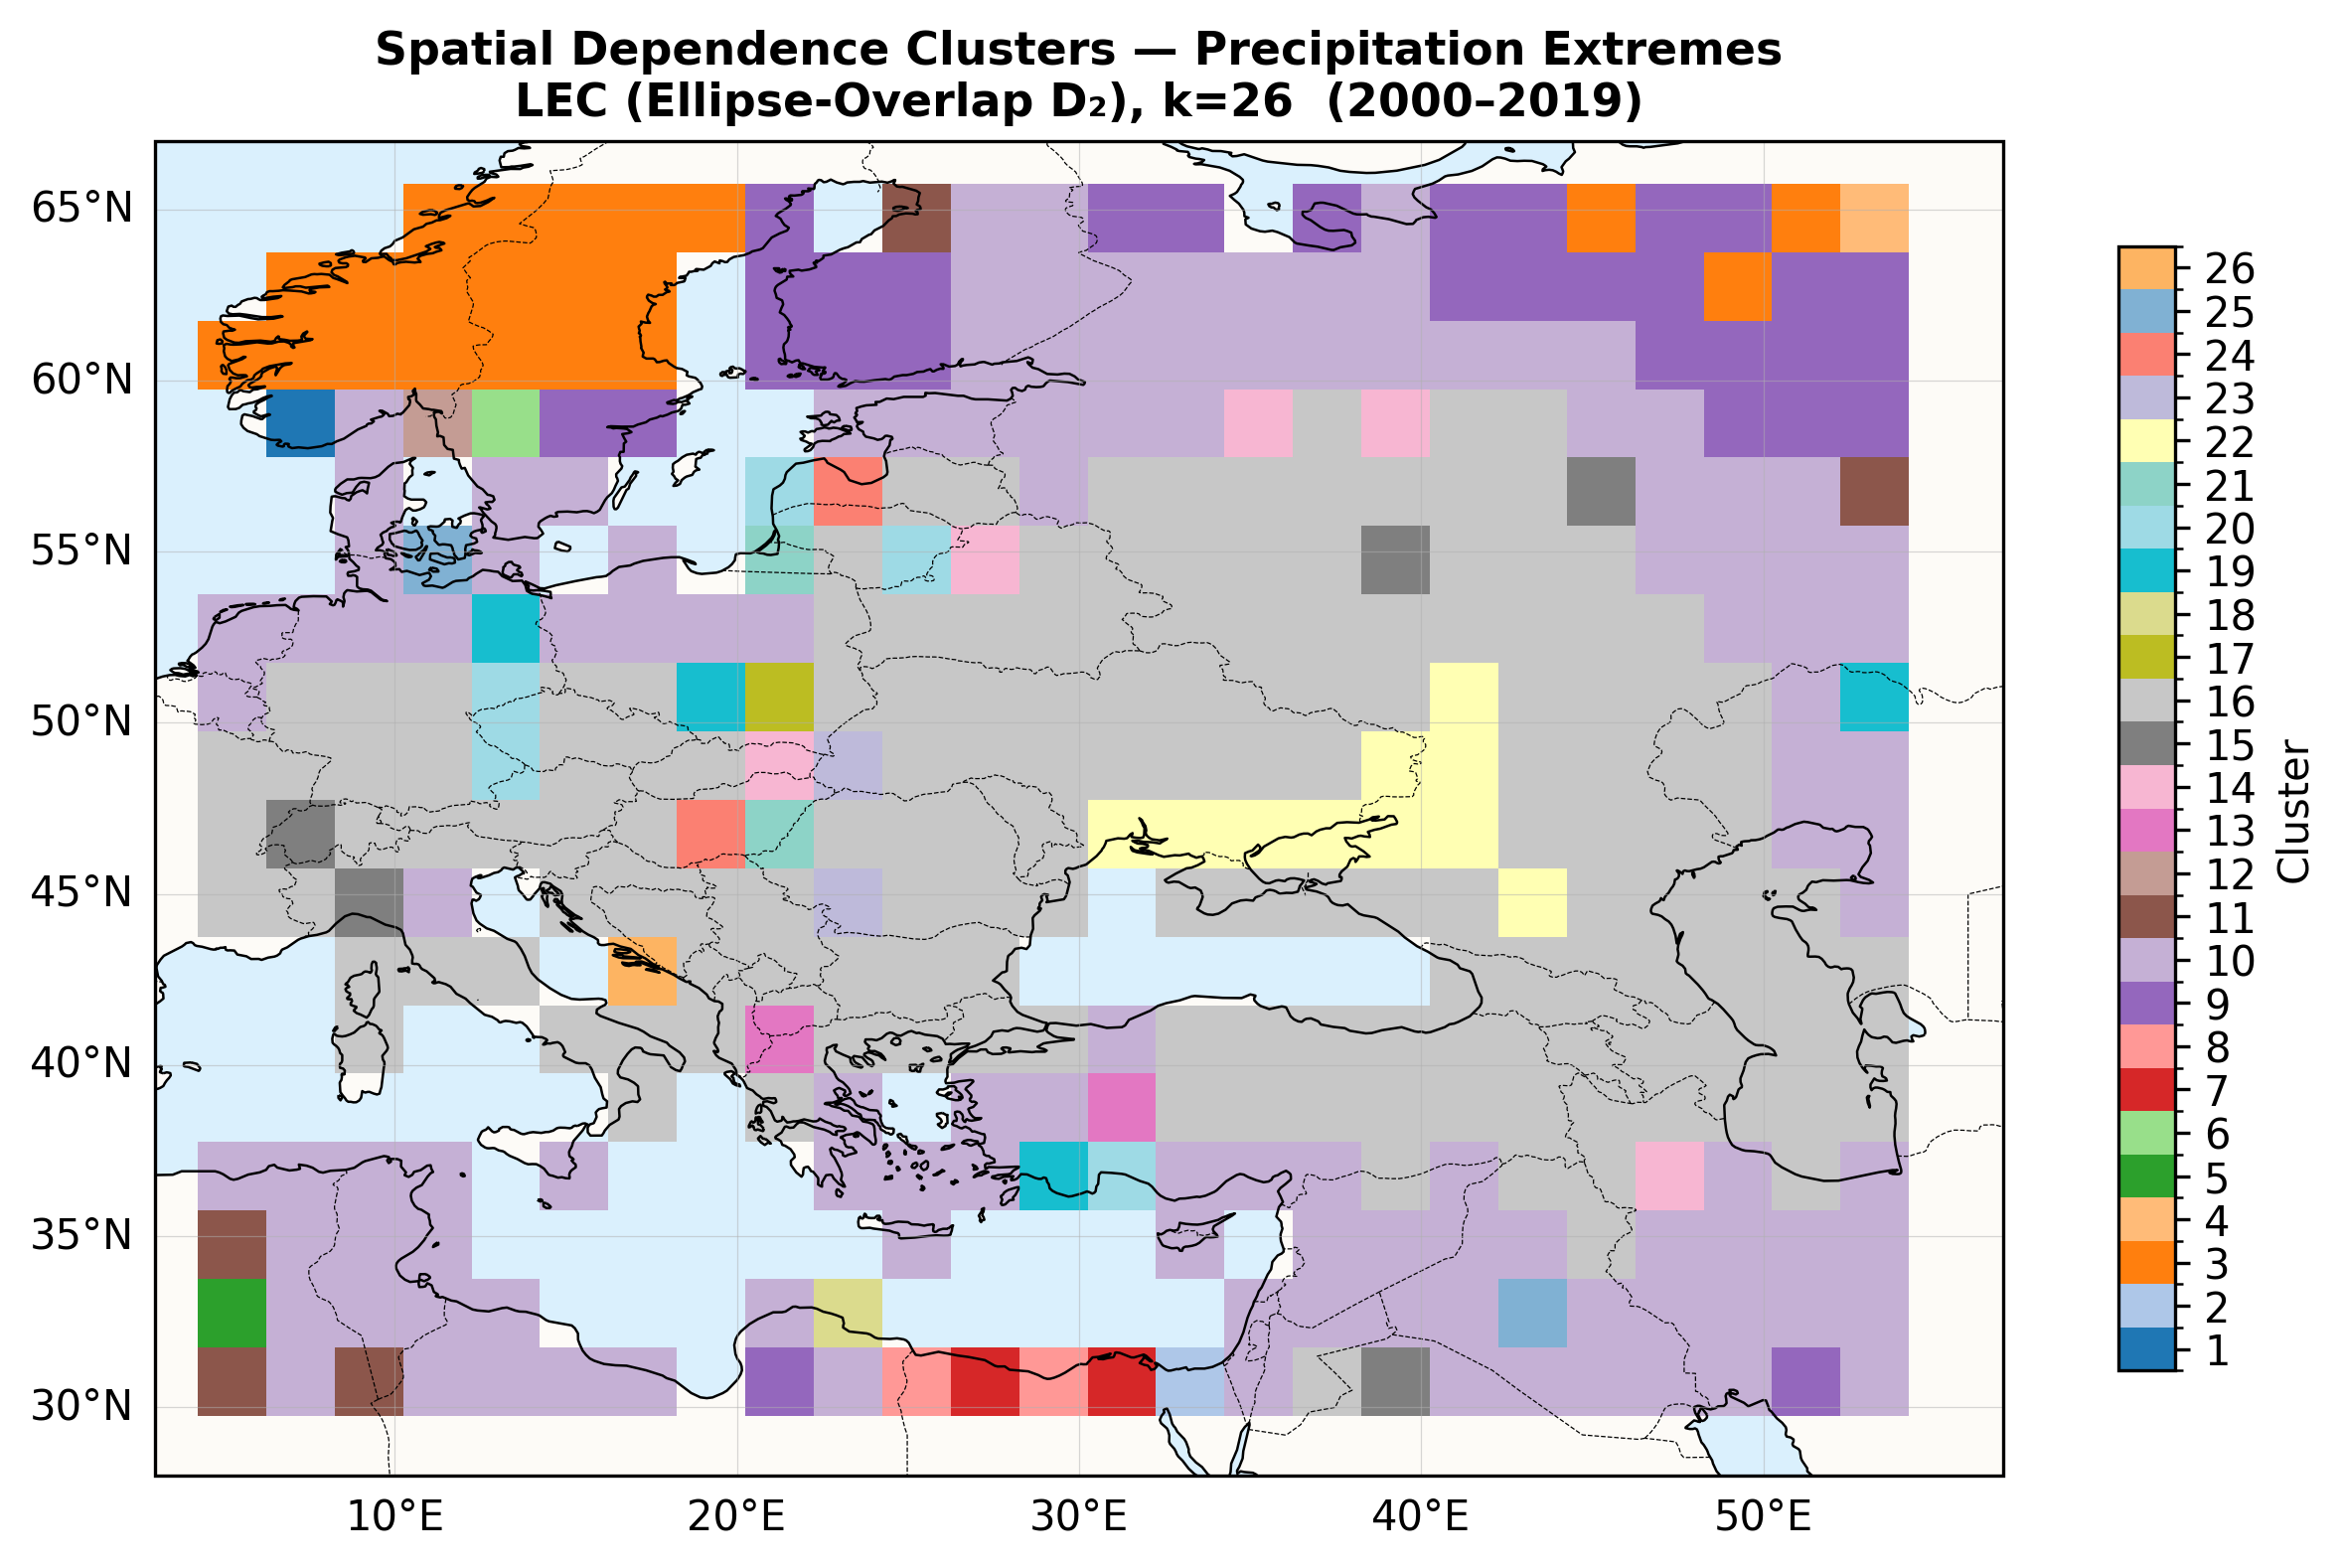 Spatial Dependence Clusters — Precipitation Extremes
LEC (Ellipse-Overlap D₂), k=26 (2000–2019)
65°N
60°N
55°N
50°N
45°N
40°N
35°N
30°N
10°E
20°E
30°E
40°E
50°E
26
25
24
23
22
21
20
19
18
17
16
15
14
13
12
11
10
9
8
7
6
5
4
3
2
1
Cluster